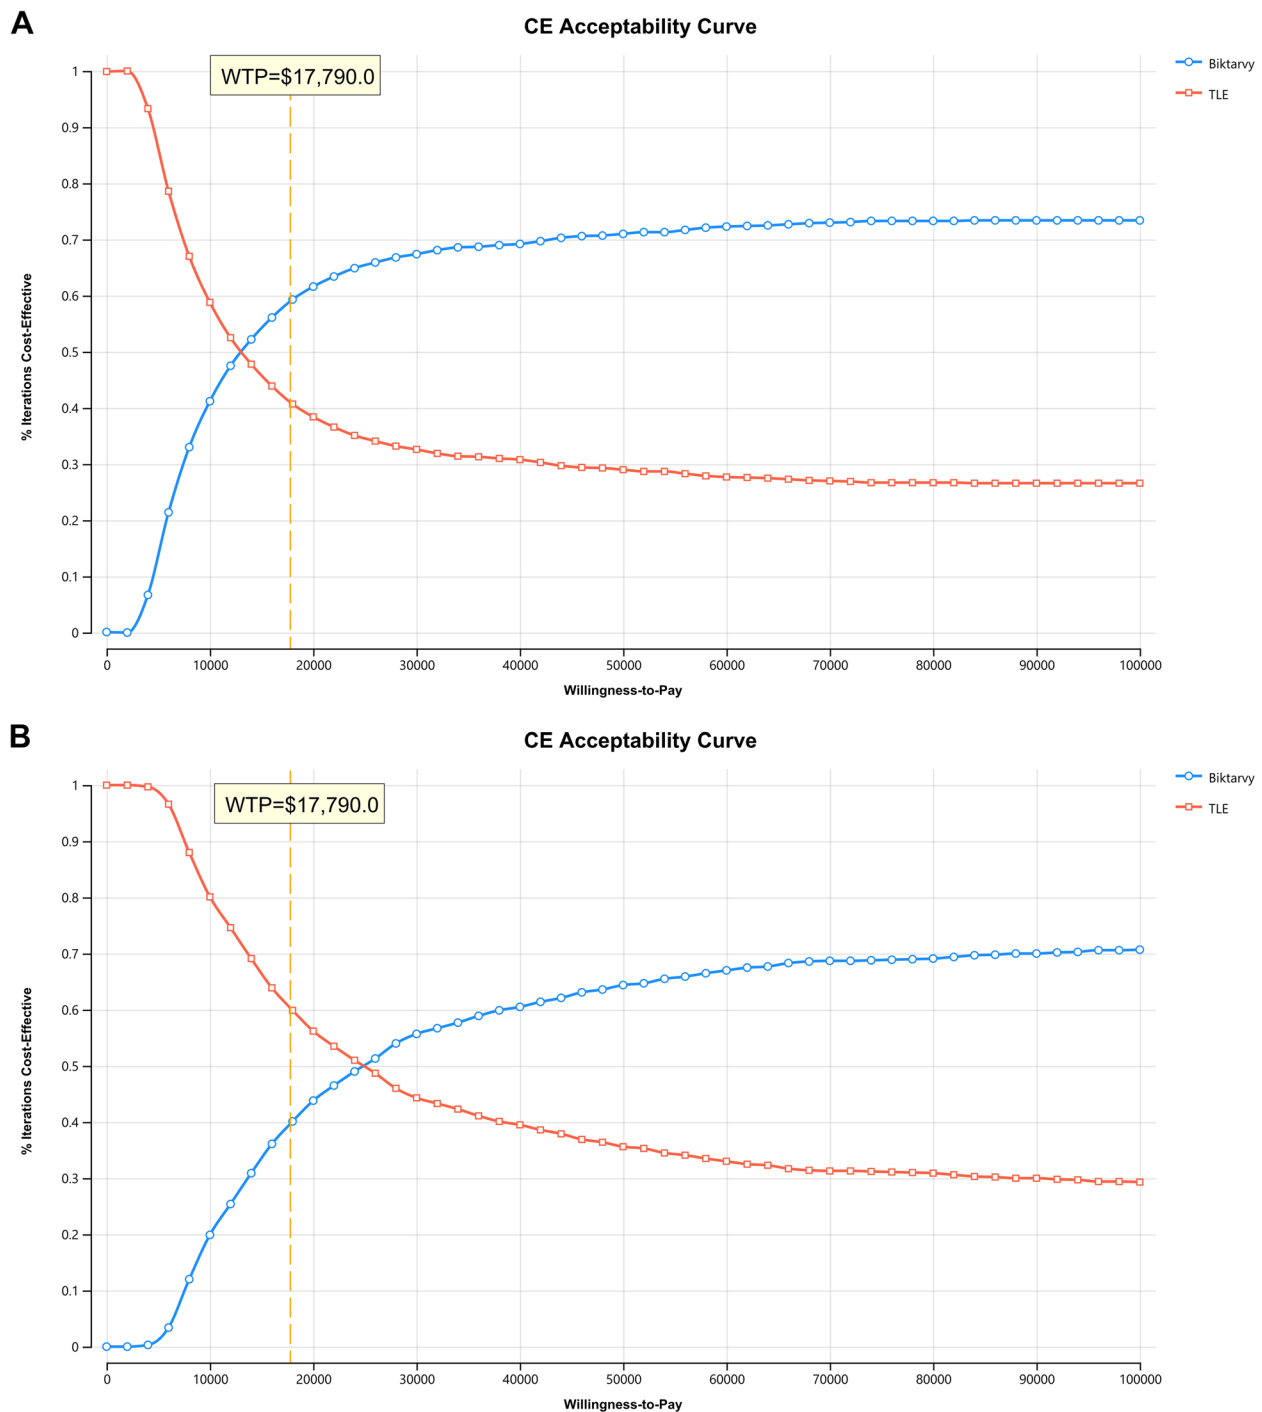 A
CE Acceptability Curve
WTP=$17,790.0
Biktarvy
TLE
1
0.9
0.8
0.7
0.6
0.5
0.4
0.3
0.2
0.1
0
% Iterations Cost-Effective
0 10000 20000 30000 40000 50000 60000 70000 80000 90000 100000
Willingness-to-Pay
B
CE Acceptability Curve
WTP=$17,790.0
Biktarvy
TLE
1
0.9
0.8
0.7
0.6
0.5
0.4
0.3
0.2
0.1
0
% Iterations Cost-Effective
0 10000 20000 30000 40000 50000 60000 70000 80000 90000 100000
Willingness-to-Pay